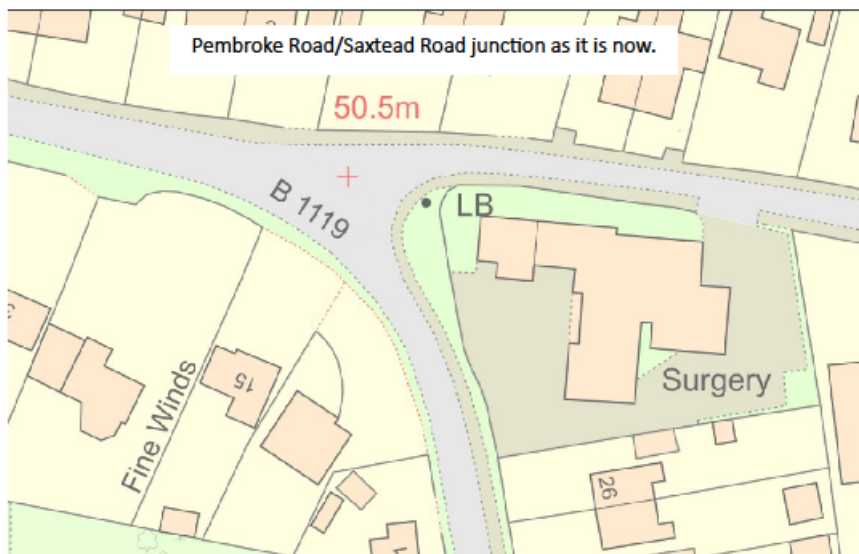 Pembroke Road/Saxtead Road junction as it is now.
50.5m
B 1119
LB
Surgery
15
Fine Winds
26